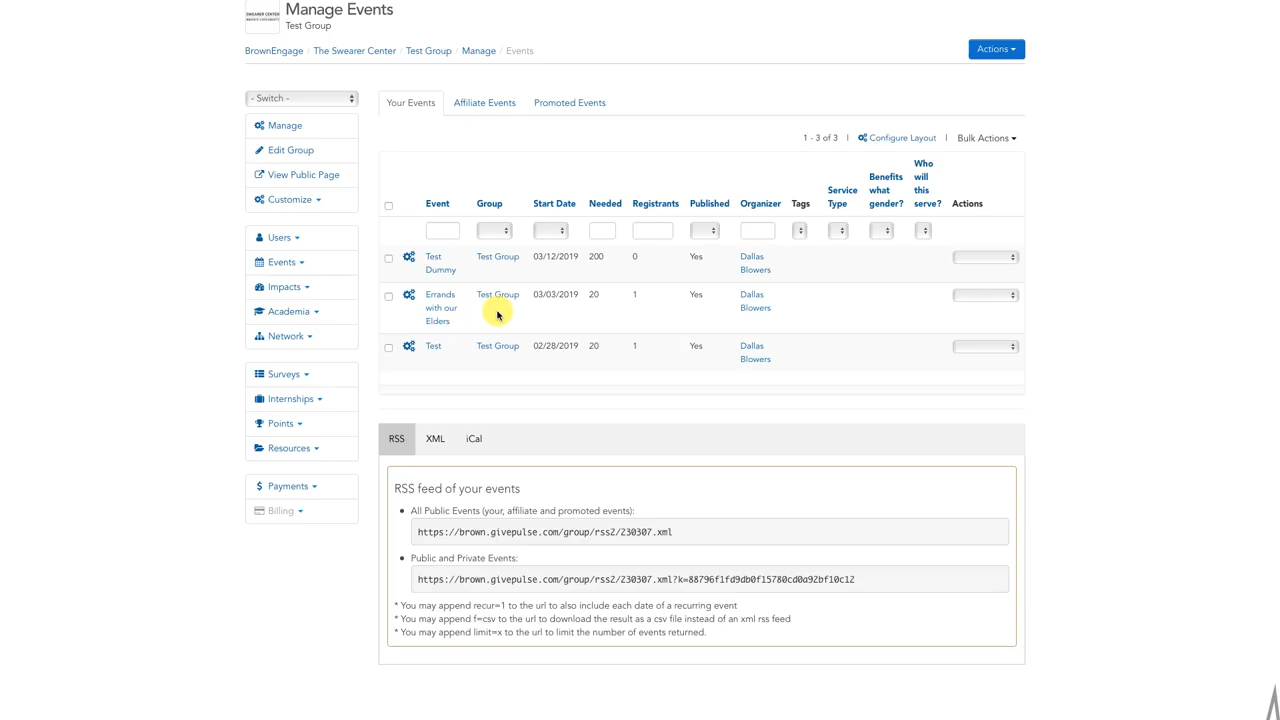 SWEARER CENTER
BROWN UNIVERSITY
Manage Events
Test Group
BrownEngage / The Swearer Center / Test Group / Manage / Events
Actions
- Switch -
Manage
Edit Group
View Public Page
Customize
Users
Events
Impacts
Academia
Network
Surveys
Internships
Points
Resources
Payments
Billing
Your Events Affiliate Events Promoted Events
1 - 3 of 3 | Configure Layout | Bulk Actions
Event Group Start Date Needed Registrants Published Organizer Tags Service Type Benefits what gender? Who will this serve? Actions
Test Dummy Test Group 03/12/2019 200 0 Yes Dallas Blowers
Errands with our Elders Test Group 03/03/2019 20 1 Yes Dallas Blowers
Test Test Group 02/28/2019 20 1 Yes Dallas Blowers
RSS XML iCal
RSS feed of your events
All Public Events (your, affiliate and promoted events):
https://brown.givepulse.com/group/rss2/230307.xml
Public and Private Events:
https://brown.givepulse.com/group/rss2/230307.xml?k=88796f1fd9db0f15780cd0a92bf10c12
* You may append recur=1 to the url to also include each date of a recurring event
* You may append f=csv to the url to download the result as a csv file instead of an xml rss feed
* You may append limit=x to the url to limit the number of events returned.